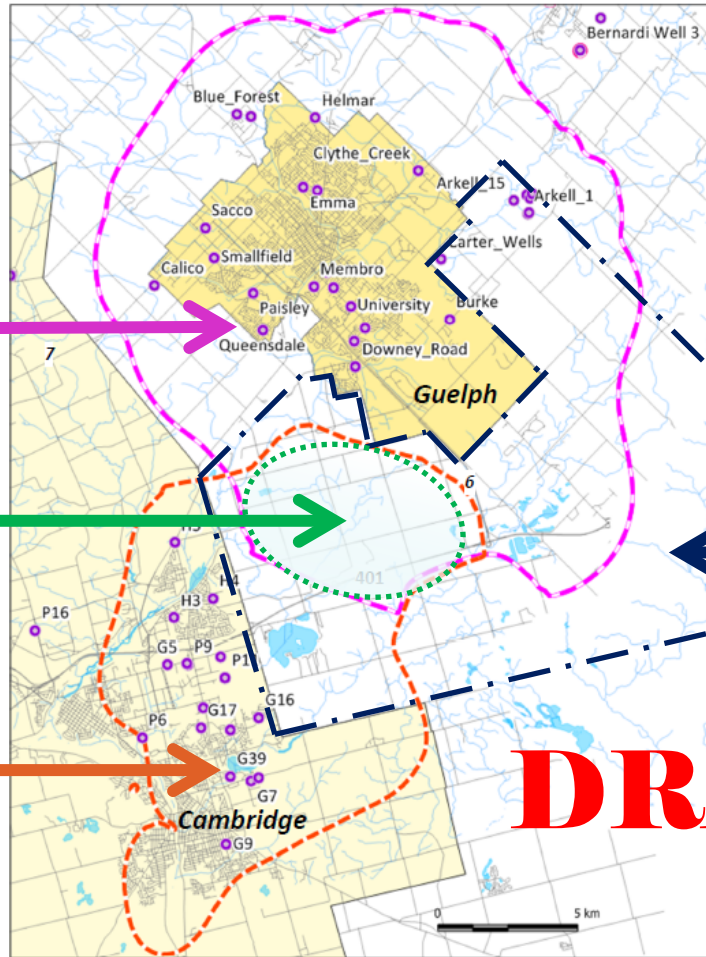 Bernardi Well 3
Blue_Forest
Helmar
Clythe_Creek
Arkell_15
Arkell_1
Emma
Sacco
Carter_Wells
Smallfield
Calico
Membro
Paisley
University
Burke
Queensdale
Downey_Road
7
Guelph
6
H4
401
H3
P16
G5
P9
P1
G16
G17
P6
G39
G7
Cambridge
G9
0
5 km